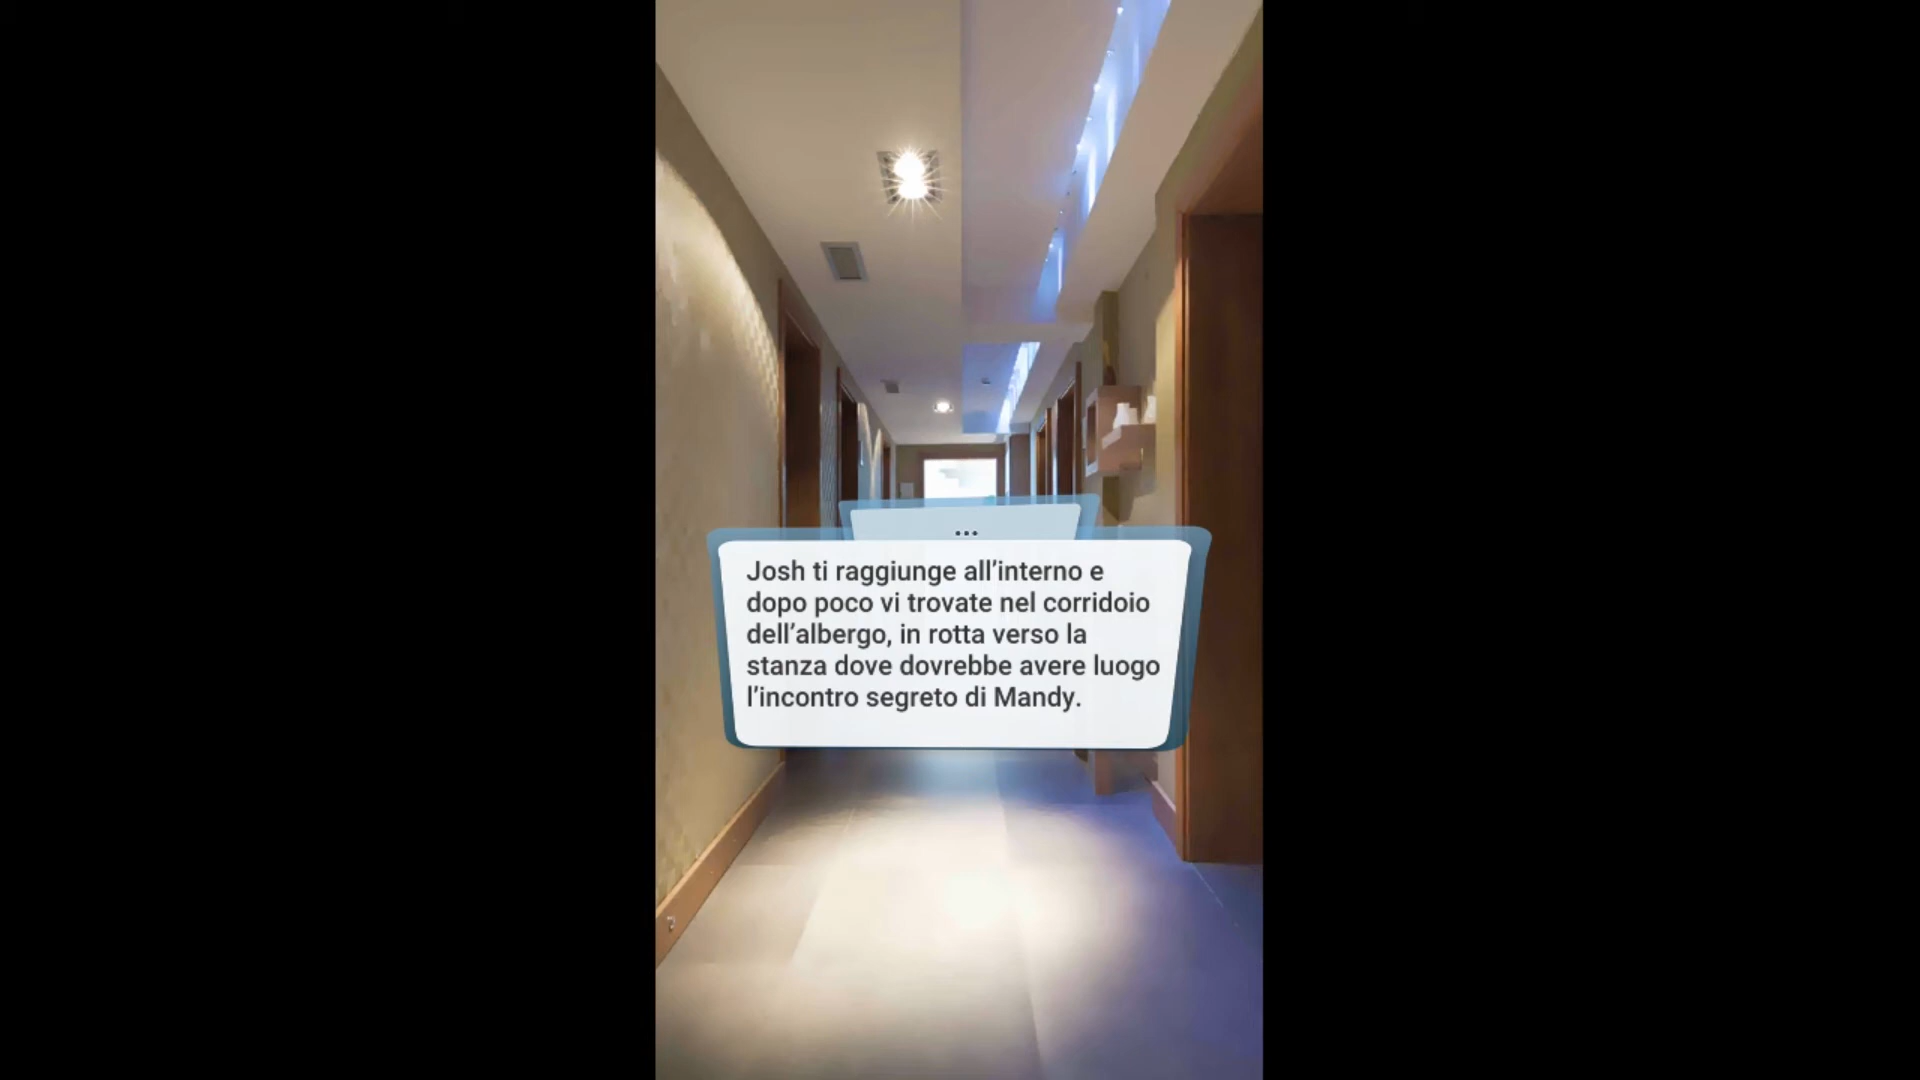 ...
Josh ti raggiunge all’interno e
dopo poco vi trovate nel corridoio
dell’albergo, in rotta verso la
stanza dove dovrebbe avere luogo
l’incontro segreto di Mandy.